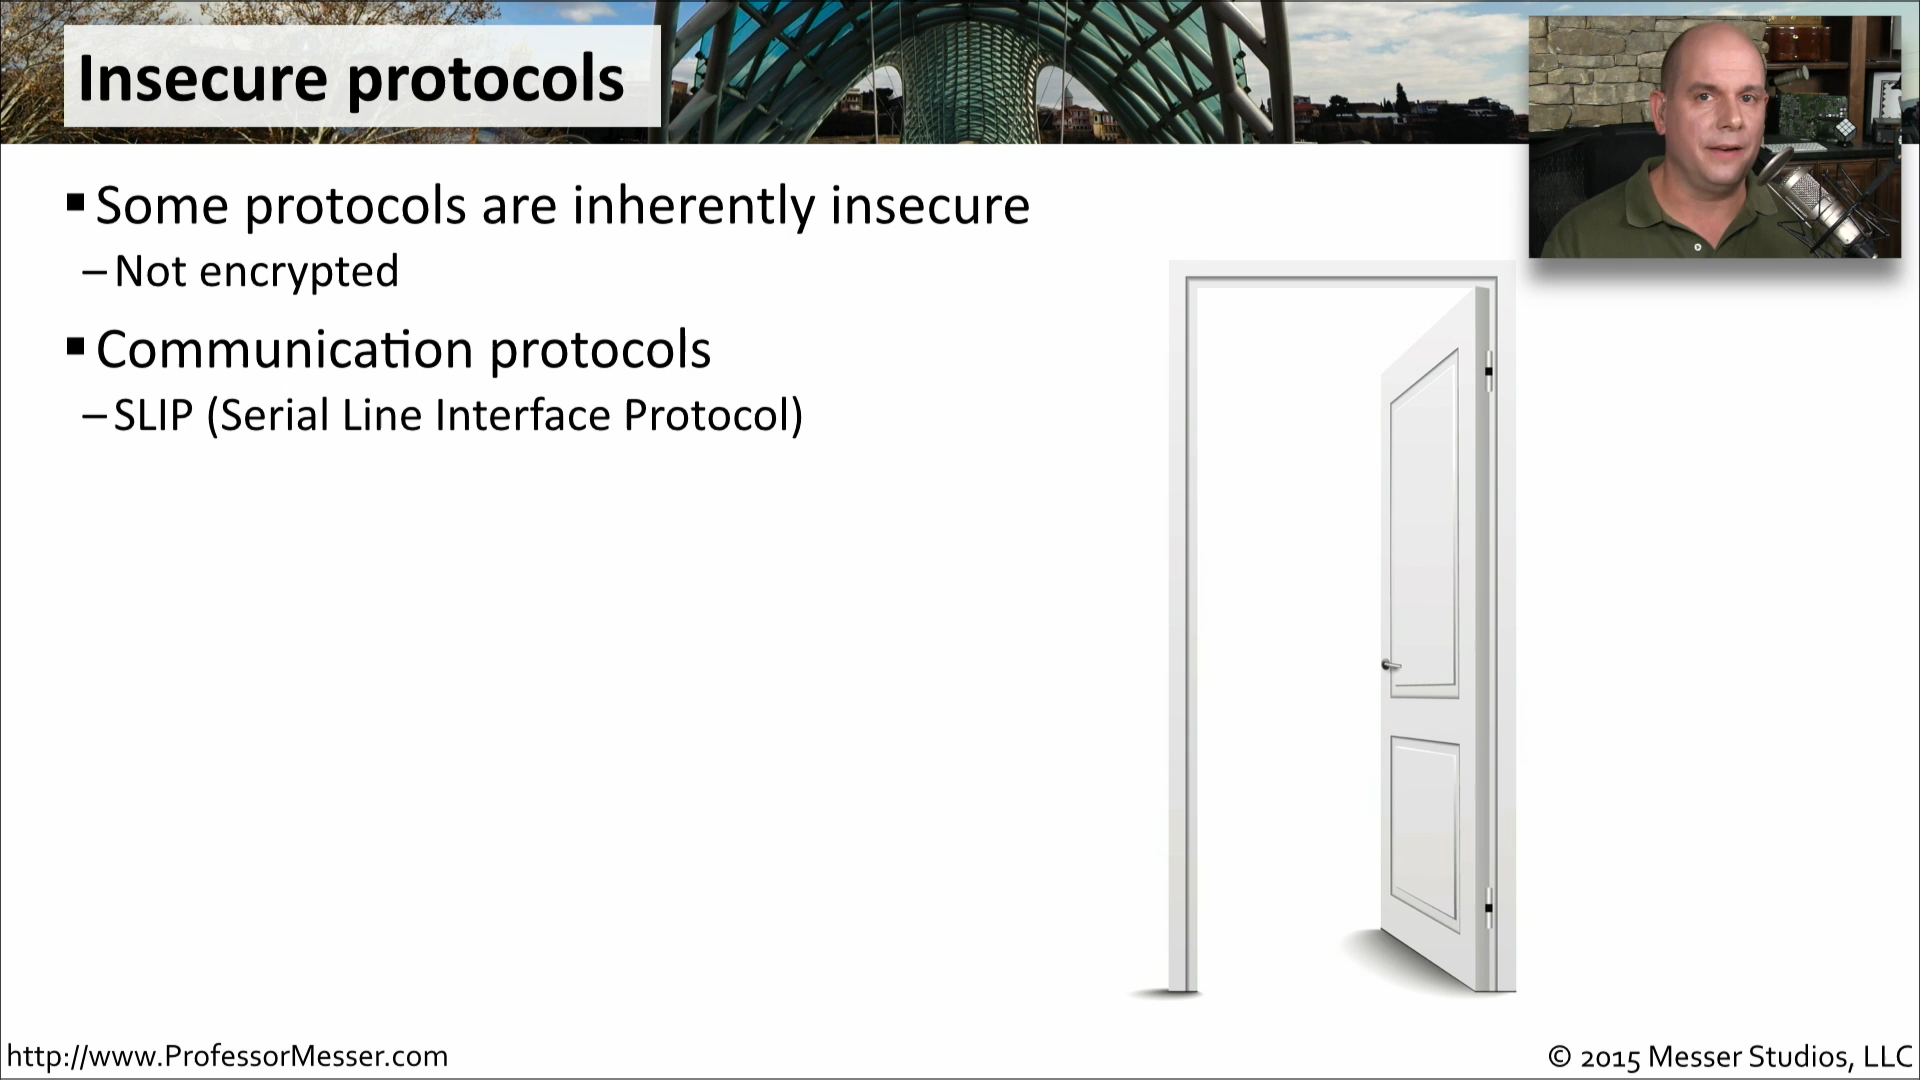 Insecure protocols
▪ Some protocols are inherently insecure
– Not encrypted
▪ Communication protocols
– SLIP (Serial Line Interface Protocol)
http://www.ProfessorMesser.com
© 2015 Messer Studios, LLC